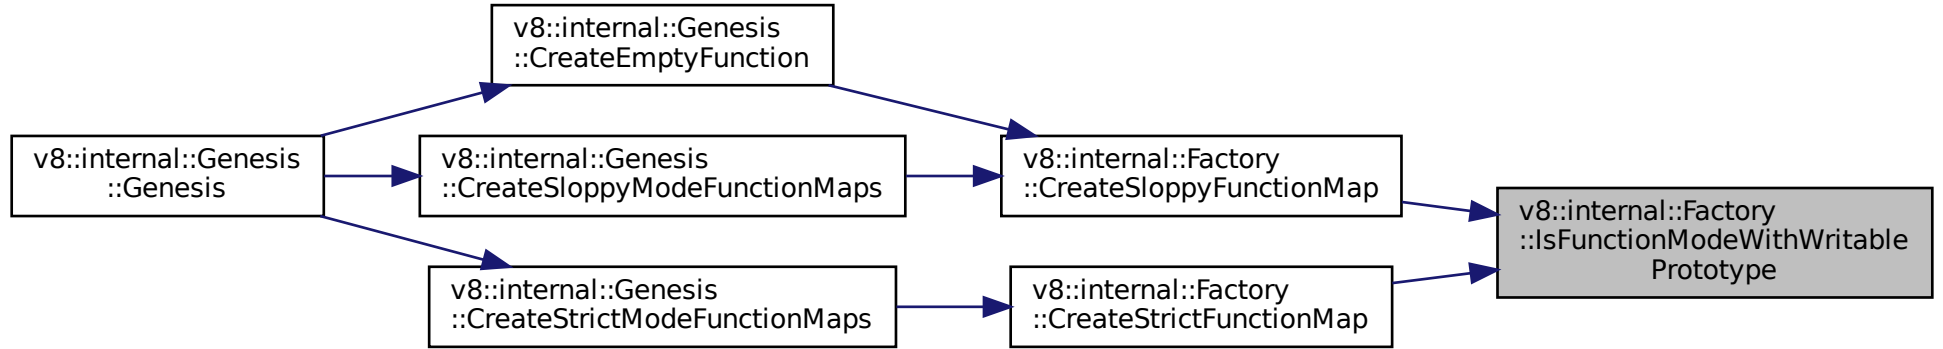 v8::internal::Genesis
::CreateEmptyFunction
v8::internal::Genesis
::Genesis
v8::internal::Genesis
::CreateSloppyModeFunctionMaps
v8::internal::Factory
::CreateSloppyFunctionMap
v8::internal::Factory
::IsFunctionModeWithWritable
Prototype
v8::internal::Genesis
::CreateStrictModeFunctionMaps
v8::internal::Factory
::CreateStrictFunctionMap